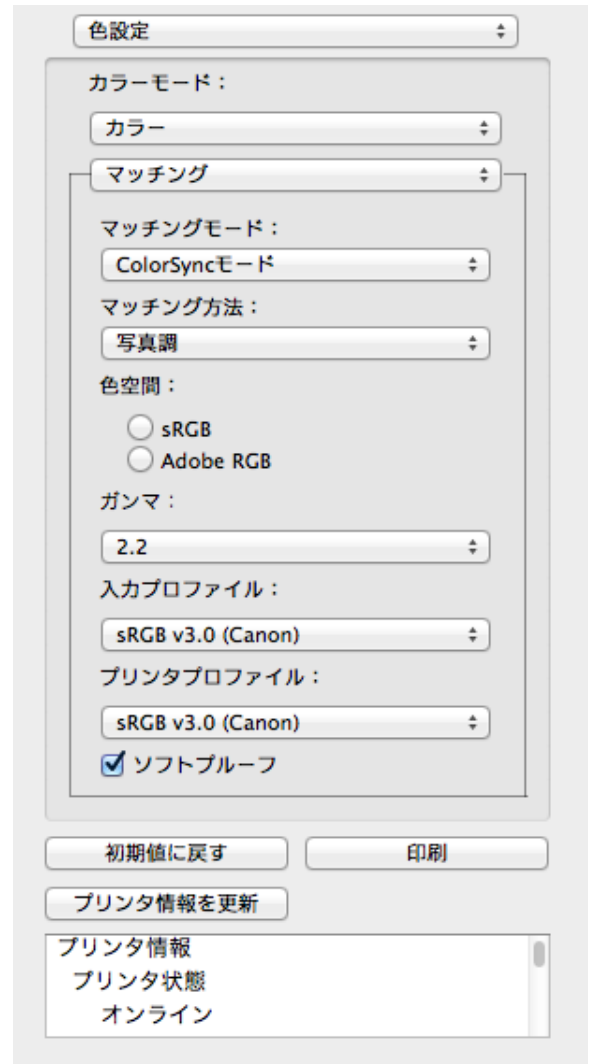 色設定
カラーモード：
カラー
マッチング
マッチングモード：
ColorSyncモード
マッチング方法：
写真調
色空間：
sRGB
Adobe RGB
ガンマ：
2.2
入力プロファイル：
sRGB v3.0 (Canon)
プリンタプロファイル：
sRGB v3.0 (Canon)
ソフトプルーフ
初期値に戻す 印刷
プリンタ情報を更新
プリンタ情報
プリンタ状態
オンライン